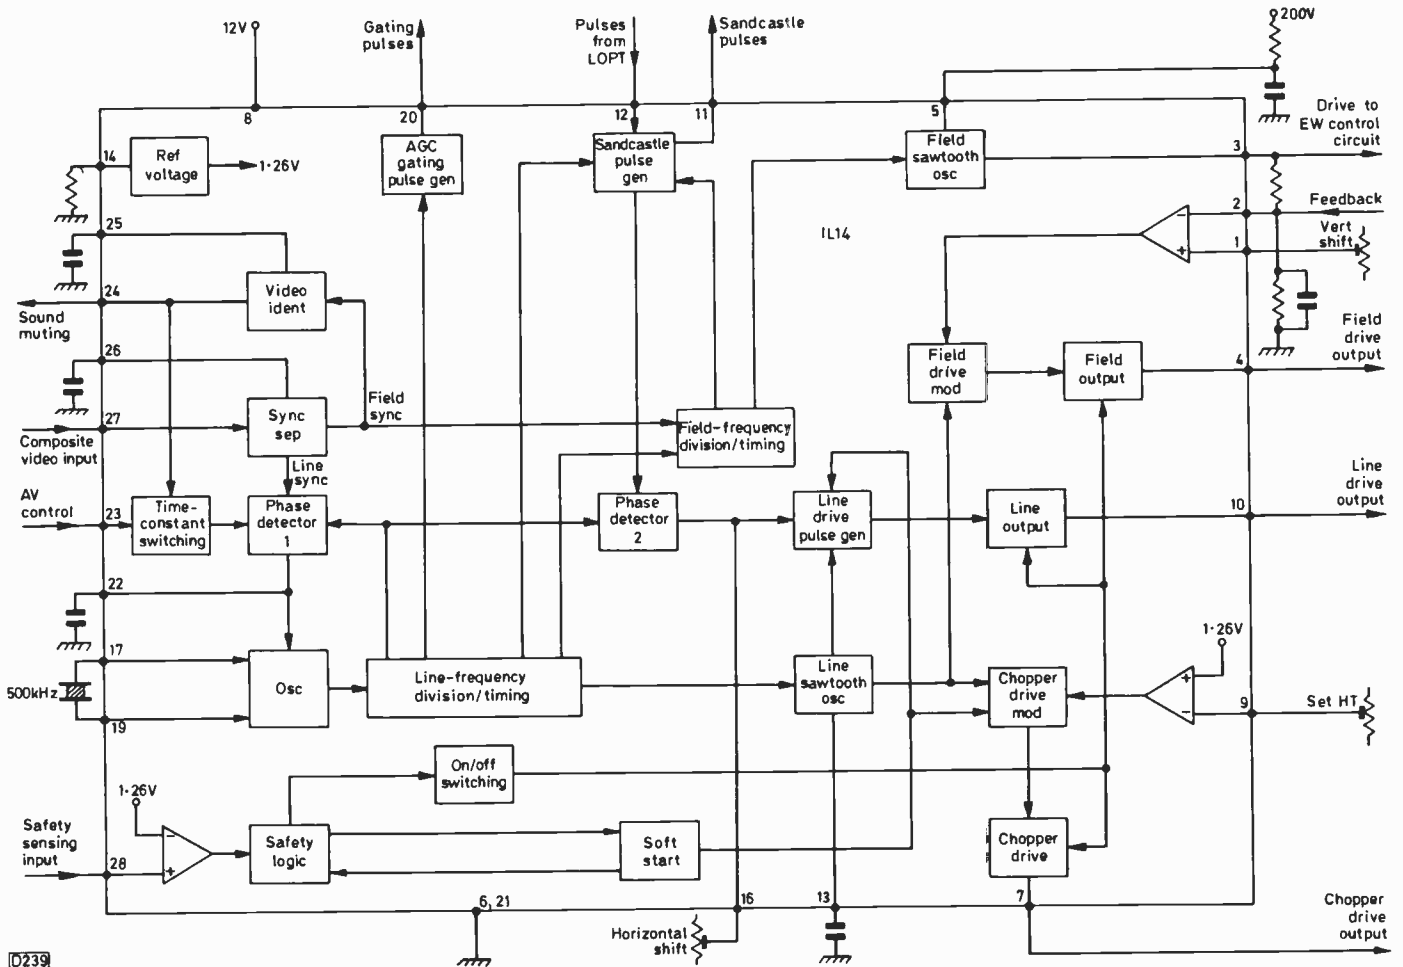 12V
Gating
pulses
Pulses
from
LOPT
Sandcastle
pulses
200V
8
20
12
11
5
Drive to
EW control
circuit
14
Ref
voltage
1·26V
AGC
gating
pulse gen
Sandcastle
pulse
gen
Field
sawtooth
osc
3
2
Feedback
1
Vert
shift
IL14
25
24
Sound
muting
Video
ident
26
27
Composite
video input
Sync
sep
Field
sync
Line
sync
Field-frequency
division/timing
Field
drive
mod
Field
output
4
Field
drive
output
AV
control
23
Time-
constant
switching
Phase
detector
1
Phase
detector
2
Line
drive
pulse gen
Line
output
10
Line
drive
output
22
17
500kHz
19
Osc
Line-frequency
division/timing
Line
sawtooth
osc
Chopper
drive
mod
1·26V
+
−
9
Set HT
On/off
switching
1·26V
−
+
Safety
sensing
input
28
Safety
logic
Soft
start
Chopper
drive
6, 21
16
13
7
Horizontal
shift
Chopper
drive
output
D239